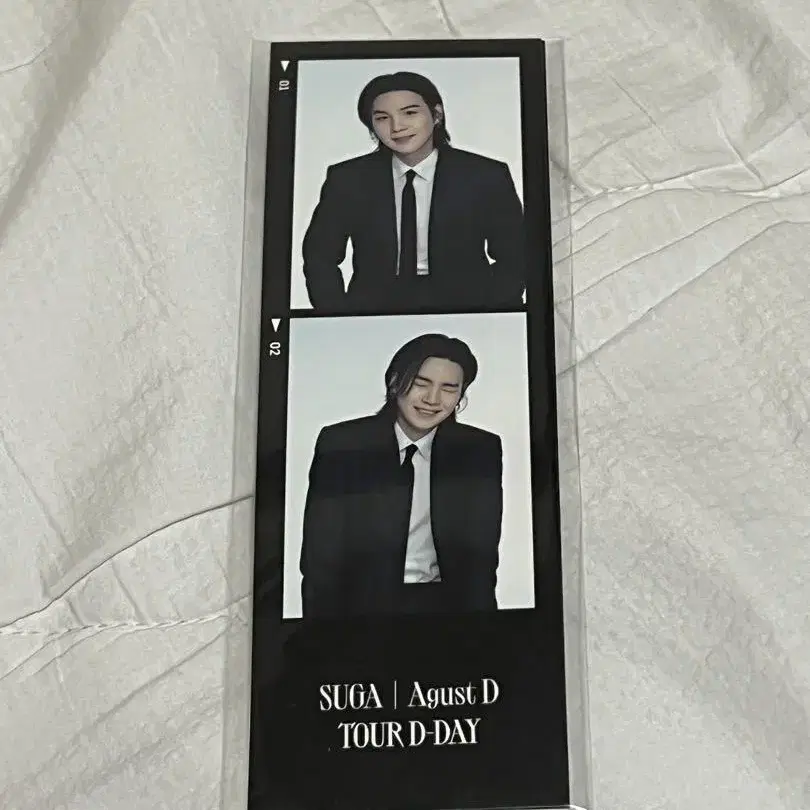 ▼ 01
▼ 02
SUGA | Agust D
TOUR D-DAY